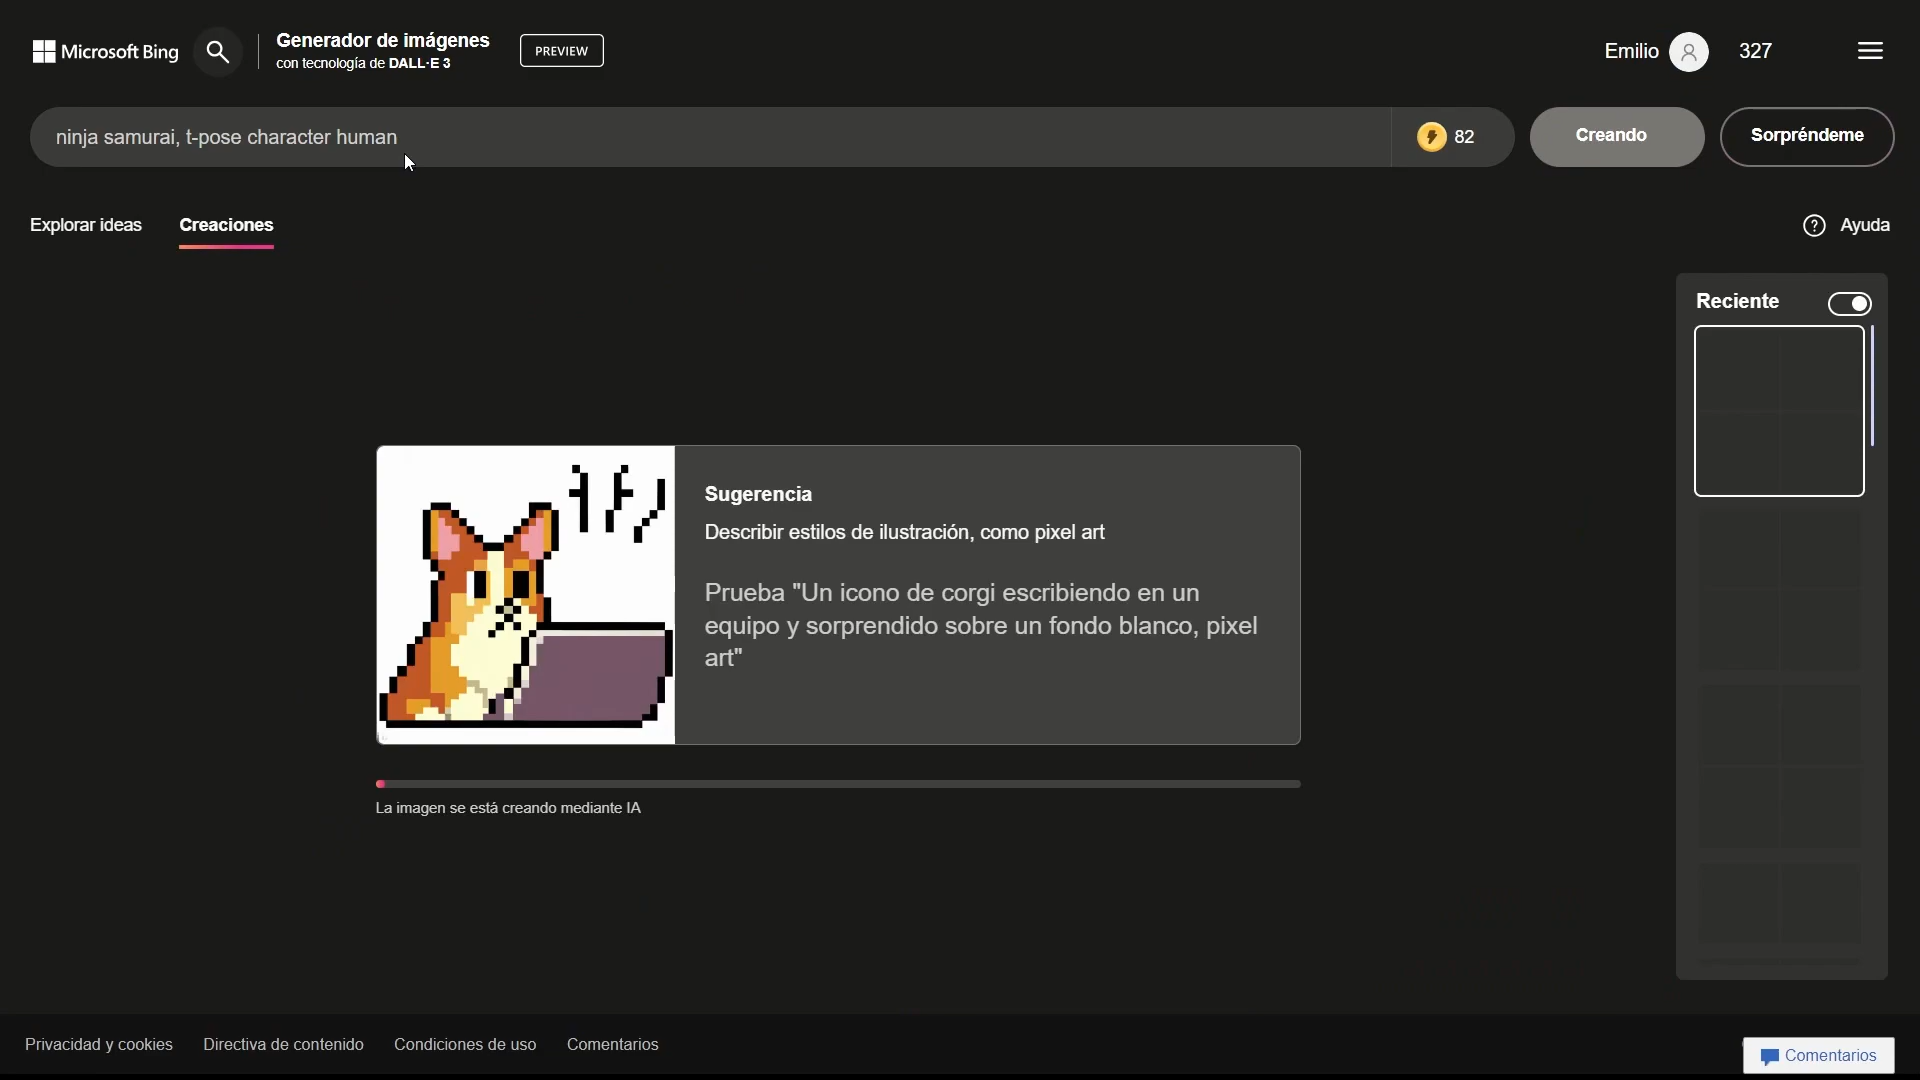 Microsoft Bing
Generador de imágenes
con tecnología de DALL·E 3
PREVIEW
Emilio
327
ninja samurai, t-pose character human
82
Creando
Sorpréndeme
Explorar ideas
Creaciones
Ayuda
Reciente
Sugerencia
Describir estilos de ilustración, como pixel art
Prueba "Un icono de corgi escribiendo en un
equipo y sorprendido sobre un fondo blanco, pixel
art"
La imagen se está creando mediante IA
Privacidad y cookies
Directiva de contenido
Condiciones de uso
Comentarios
Comentarios